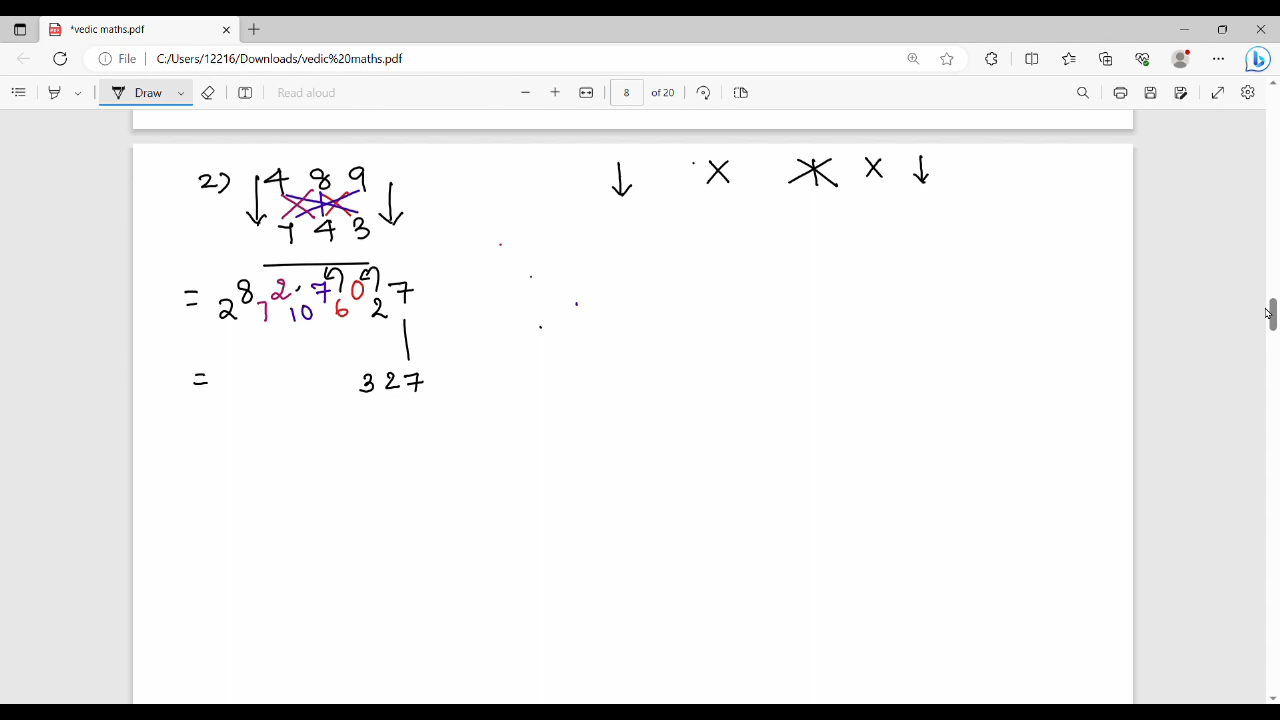 *vedic maths.pdf
File C:/Users/12216/Downloads/vedic%20maths.pdf
Draw Read aloud 8 of 20
2) 4 8 9
7 4 3
= 2 8 7 2 10 7 6 0 2 7
= 3 2 7